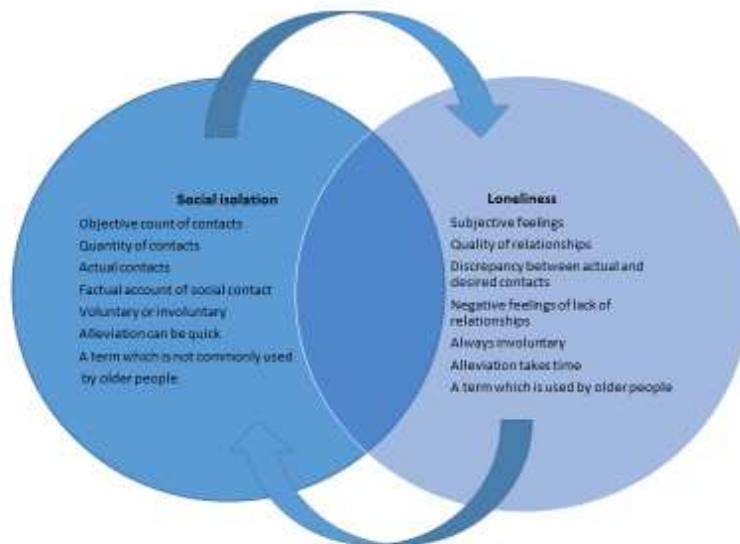 Social isolation
Objective count of contacts
Quantity of contacts
Actual contacts
Factual account of social contact
Voluntary or involuntary
Alleviation can be quick
A term which is not commonly used
by older people
Loneliness
Subjective feelings
Quality of relationships
Discrepancy between actual and
desired contacts
Negative feelings of lack of
relationships
Always involuntary
Alleviation takes time
A term which is used by older people